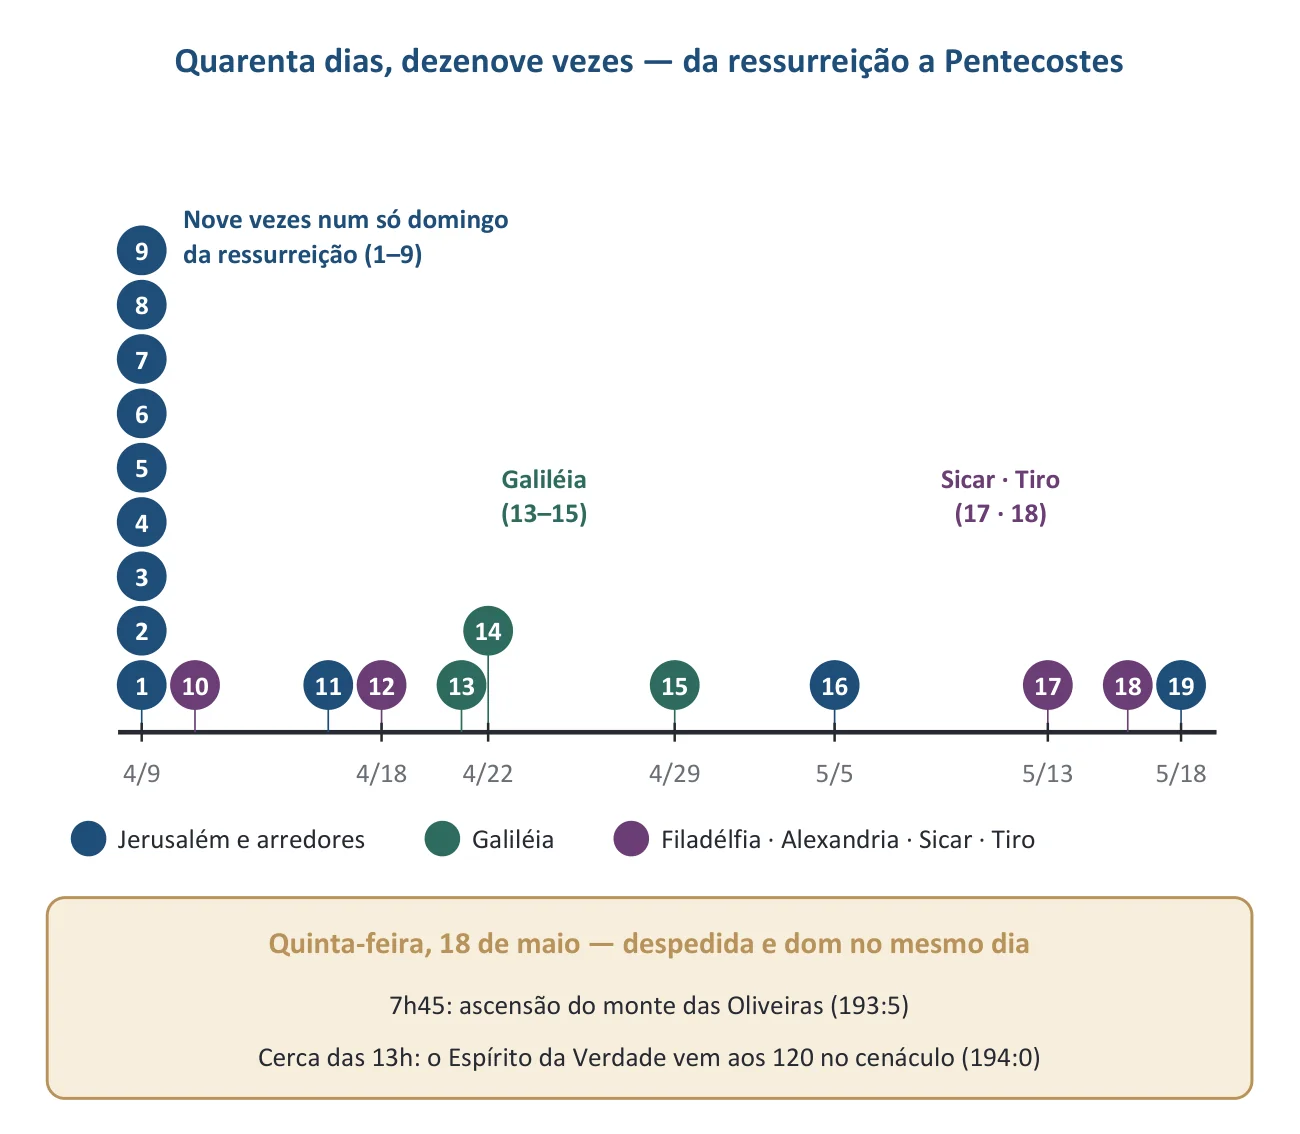 Quarenta dias, dezenove vezes — da ressurreição a Pentecostes
Nove vezes num só domingo
da ressurreição (1–9)
9
8
7
6
5
4
3
2
1
Galiléia
(13–15)
Sicar · Tiro
(17 · 18)
14
10
11
12
13
15
16
17
18
19
4/9
4/18
4/22
4/29
5/5
5/13
5/18
Jerusalém e arredores
Galiléia
Filadélfia · Alexandria · Sicar · Tiro
Quinta-feira, 18 de maio — despedida e dom no mesmo dia
7h45: ascensão do monte das Oliveiras (193:5)
Cerca das 13h: o Espírito da Verdade vem aos 120 no cenáculo (194:0)